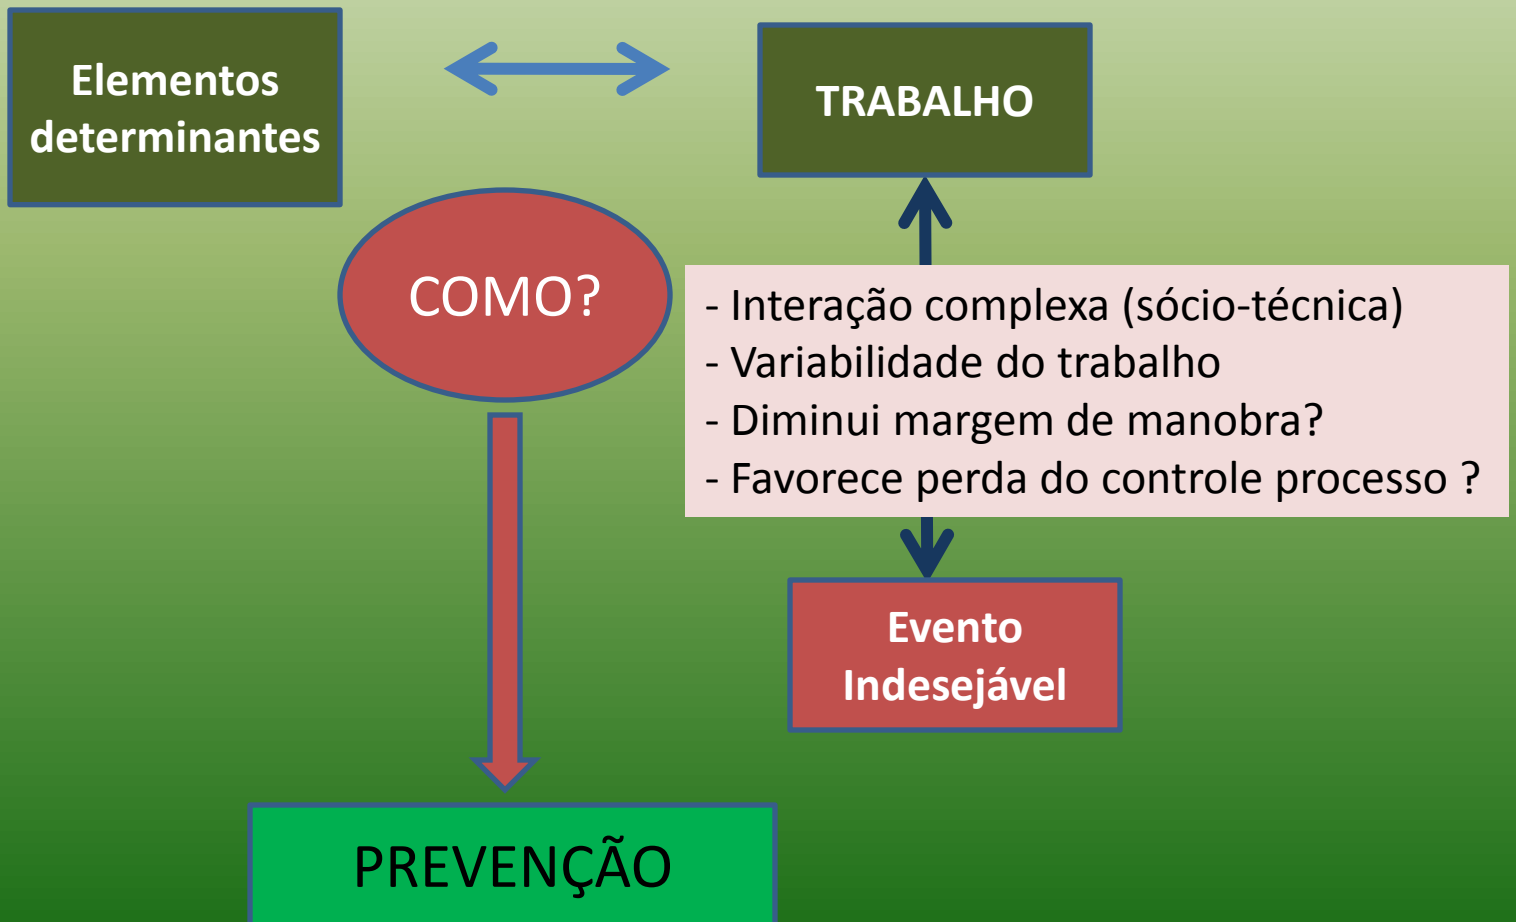 Elementos
determinantes
TRABALHO
COMO?
- Interação complexa (sócio-técnica)
- Variabilidade do trabalho
- Diminui margem de manobra?
- Favorece perda do controle processo ?
Evento
Indesejável
PREVENÇÃO